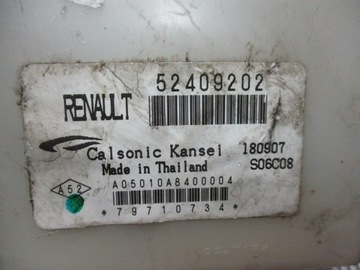 52409202
RENAULT
Calsonic Kansei 180907
Made in Thailand S06C08
A52 A05010A8400004
*79710734*